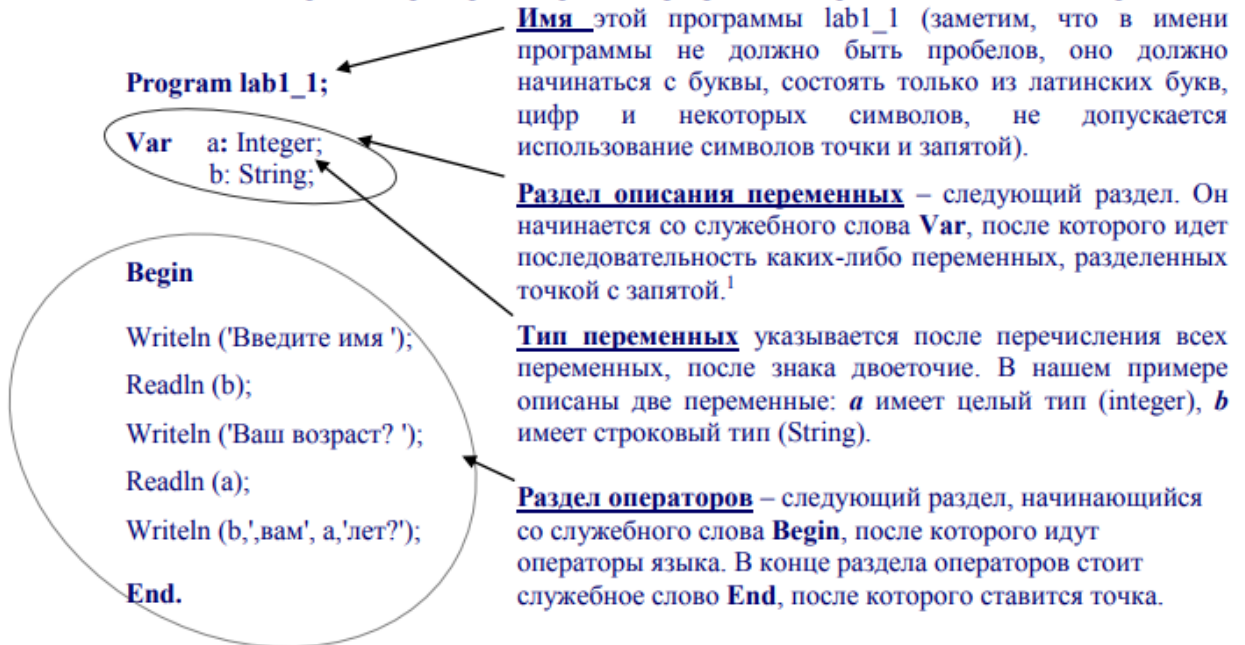 Program lab1_1;
Var a: Integer;
b: String;
Begin
Writeln ('Введите имя ');
Readln (b);
Writeln ('Ваш возраст? ');
Readln (a);
Writeln (b,',вам', a,'лет?');
End.
Имя этой программы lab1_1 (заметим, что в имени
программы не должно быть пробелов, оно должно
начинаться с буквы, состоять только из латинских букв,
цифр и некоторых символов, не допускается
использование символов точки и запятой).
Раздел описания переменных – следующий раздел. Он
начинается со служебного слова Var, после которого идет
последовательность каких-либо переменных, разделенных
точкой с запятой.1
Тип переменных указывается после перечисления всех
переменных, после знака двоеточие. В нашем примере
описаны две переменные: a имеет целый тип (integer), b
имеет строковый тип (String).
Раздел операторов – следующий раздел, начинающийся
со служебного слова Begin, после которого идут
операторы языка. В конце раздела операторов стоит
служебное слово End, после которого ставится точка.